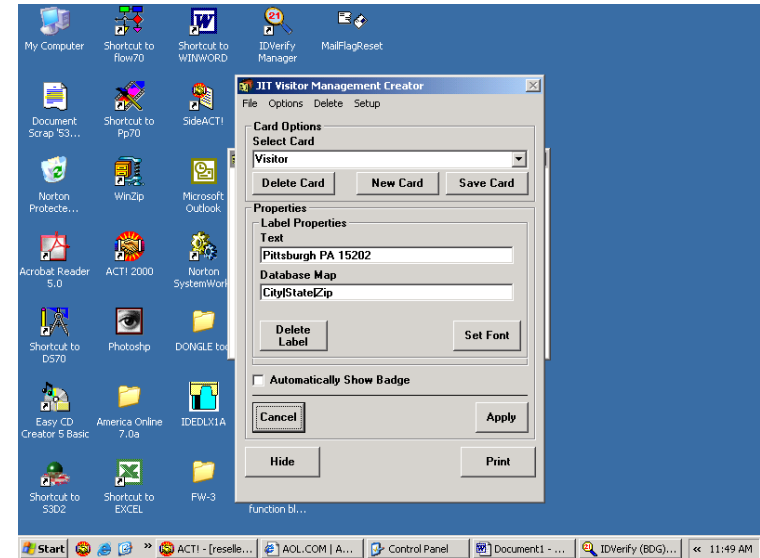 My Computer
Shortcut to
flow70
Shortcut to
WINWORD
21
IDVerify
Manager
MailFlagReset
Document
Scrap '53...
Shortcut to
Pp70
SideACT!
Norton
Protecte...
WinZip
Microsoft
Outlook
Acrobat Reader
5.0
ACT! 2000
Norton
SystemWork
Shortcut to
DS70
Photoshp
DONGLE too
Easy CD
Creator 5 Basic
America Online
7.0a
IDEDLX1A
Shortcut to
S3D2
Shortcut to
EXCEL
FW-3
function bl...
JIT Visitor Management Creator
File Options Delete Setup
Card Options
Select Card
Visitor
Delete Card New Card Save Card
Properties
Label Properties
Text
Pittsburgh PA 15202
Database Map
City|State|Zip
Delete
Label
Set Font
Automatically Show Badge
Cancel Apply
Hide Print
Start » ACT! - [reselle... AOL.COM | A... Control Panel Document1 - ... IDVerify (BDG)... « 11:49 AM